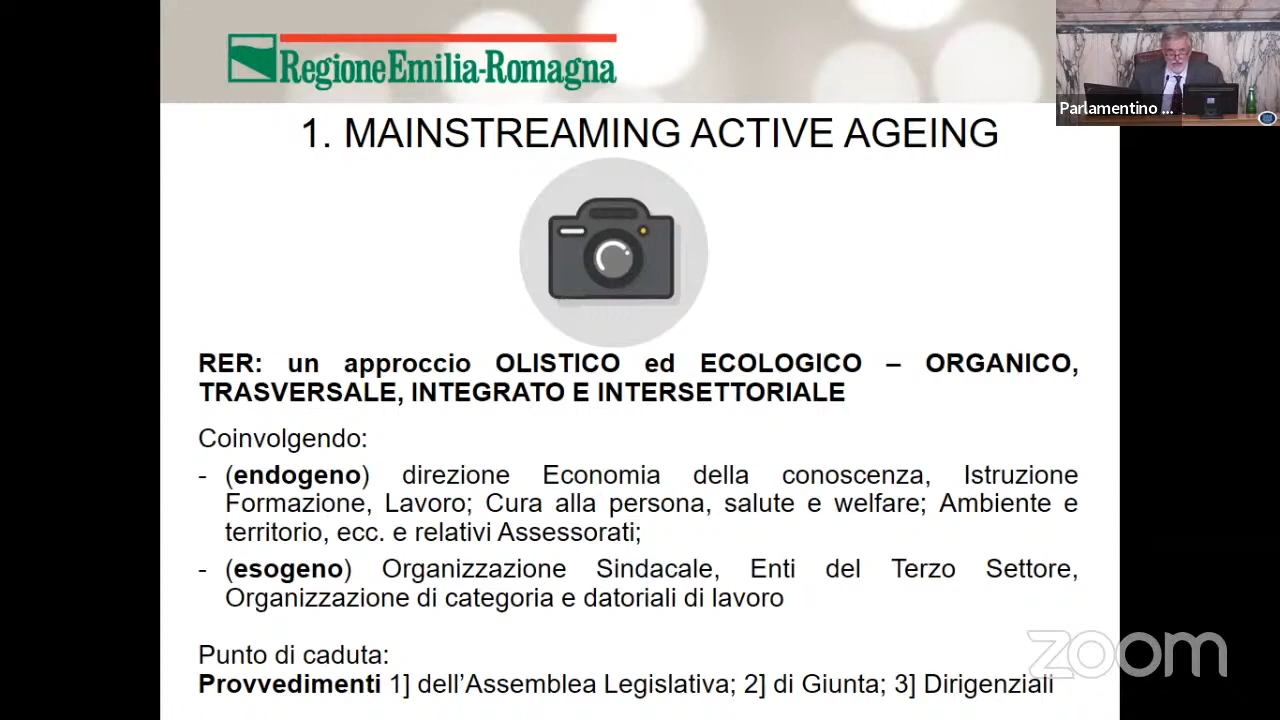 RegioneEmilia-Romagna
Parlamentino ...
1. MAINSTREAMING ACTIVE AGEING
RER: un approccio OLISTICO ed ECOLOGICO – ORGANICO,
TRASVERSALE, INTEGRATO E INTERSETTORIALE
Coinvolgendo:
- (endogeno) direzione Economia della conoscenza, Istruzione
Formazione, Lavoro; Cura alla persona, salute e welfare; Ambiente e
territorio, ecc. e relativi Assessorati;
- (esogeno) Organizzazione Sindacale, Enti del Terzo Settore,
Organizzazione di categoria e datoriali di lavoro
Punto di caduta:
Provvedimenti 1] dell'Assemblea Legislativa; 2] di Giunta; 3] Dirigenziali
zoom